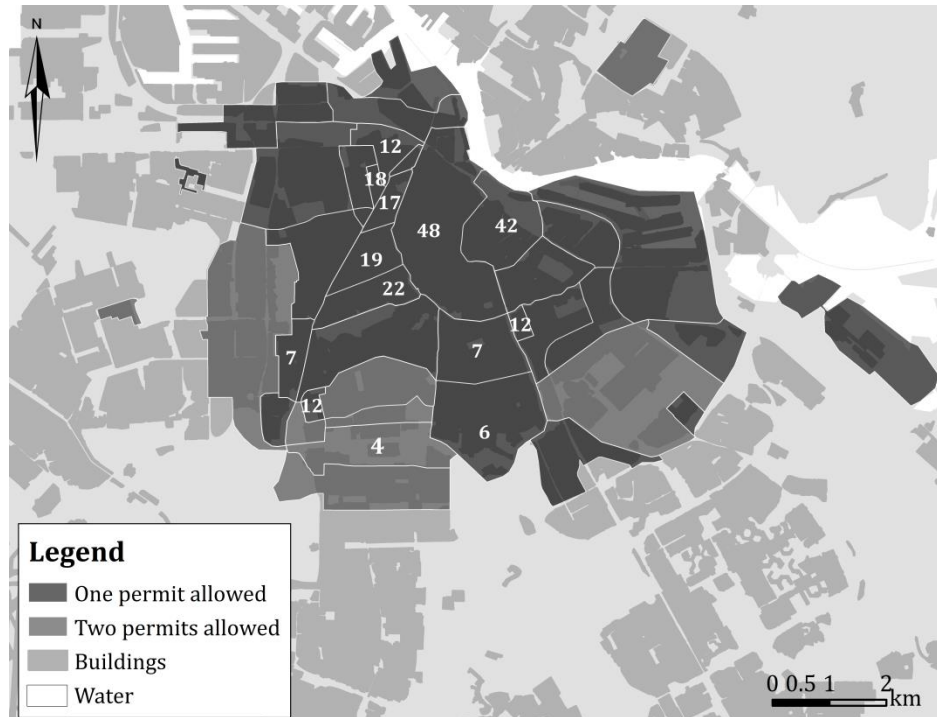 N
12
18
17
48
42
19
22
12
7
7
12
4
6
Legend
One permit allowed
Two permits allowed
Buildings
Water
0 0.5 1 2
km